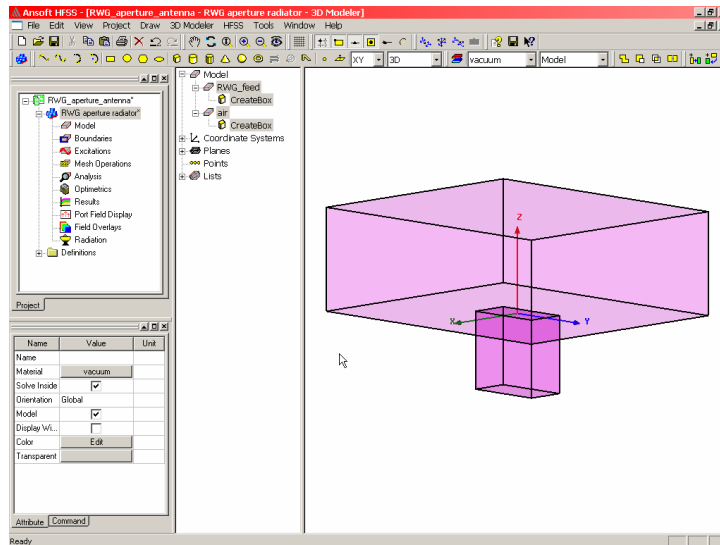 Ansoft HFSS - [RWG_aperture_antenna - RWG aperture radiator - 3D Modeler]
File Edit View Project Draw 3D Modeler HFSS Tools Window Help
XY 3D vacuum Model
RWG_aperture_antenna*
RWG aperture radiator*
Model
Boundaries
Excitations
Mesh Operations
Analysis
Optimetrics
Results
Port Field Display
Field Overlays
Radiation
Definitions
Project
Model
RWG_feed
CreateBox
air
CreateBox
Coordinate Systems
Planes
Points
Lists
Z
X
Y
Name Value Unit
Name
Material vacuum
Solve Inside
Orientation Global
Model
Display Wi...
Color Edit
Transparent
Attribute Command
Ready